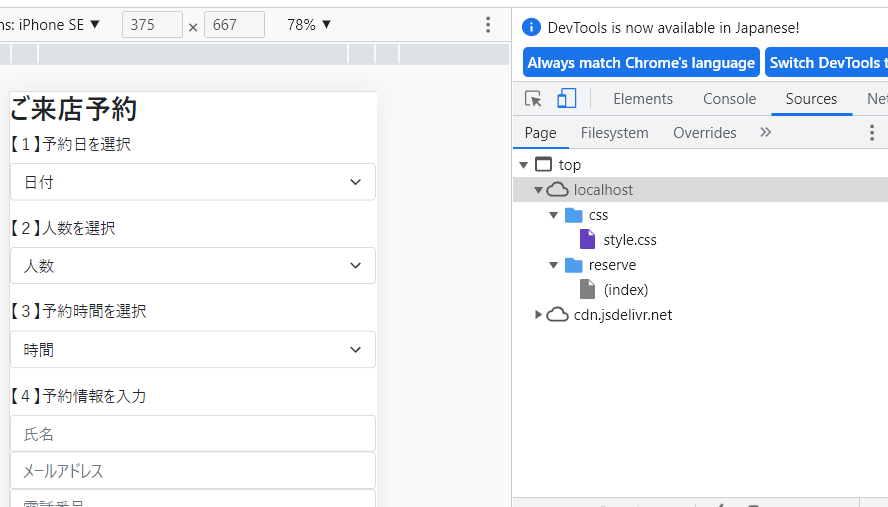 ns: iPhone SE ▼ 375 × 667 78% ▼
ご来店予約
【１】予約日を選択
日付
【２】人数を選択
人数
【３】予約時間を選択
時間
【４】予約情報を入力
氏名
メールアドレス
電話番号
DevTools is now available in Japanese!
Always match Chrome's language
Switch DevTools t
Elements Console Sources Net
Page Filesystem Overrides »
top
localhost
css
style.css
reserve
(index)
cdn.jsdelivr.net